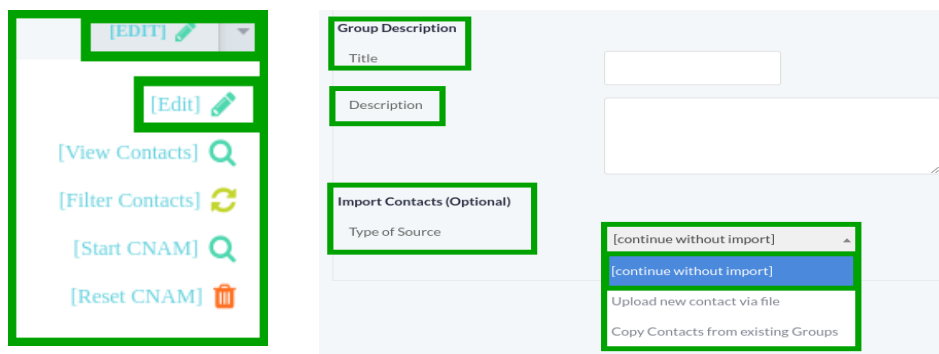 [EDIT]
[Edit]
[View Contacts]
[Filter Contacts]
[Start CNAM]
[Reset CNAM]
Group Description
Title
Description
Import Contacts (Optional)
Type of Source
[continue without import]
[continue without import]
Upload new contact via file
Copy Contacts from existing Groups